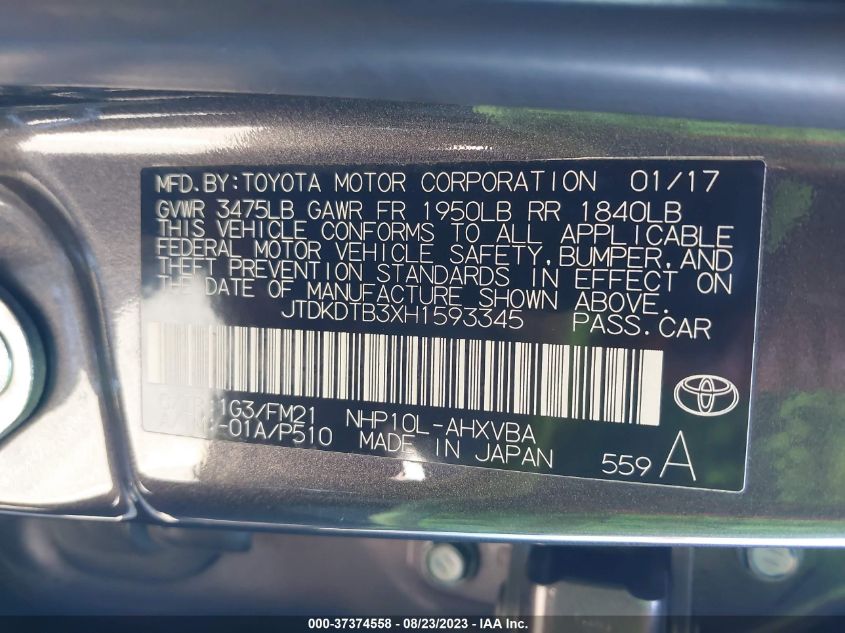 MFD.BY:TOYOTA MOTOR CORPORATION 01/17
GVWR 3475LB GAWR FR 1950LB RR 1840LB
THIS VEHICLE CONFORMS TO ALL APPLICABLE
FEDERAL MOTOR VEHICLE SAFETY, BUMPER, AND
THEFT PREVENTION STANDARDS IN EFFECT ON
THE DATE OF MANUFACTURE SHOWN ABOVE.
JTDKDTB3XH1593345 PASS.CAR
1G3/FM21 NHP10L-AHXVBA
-01A/P510 MADE IN JAPAN
559 A
000-37374558 - 08/23/2023 - IAA Inc.